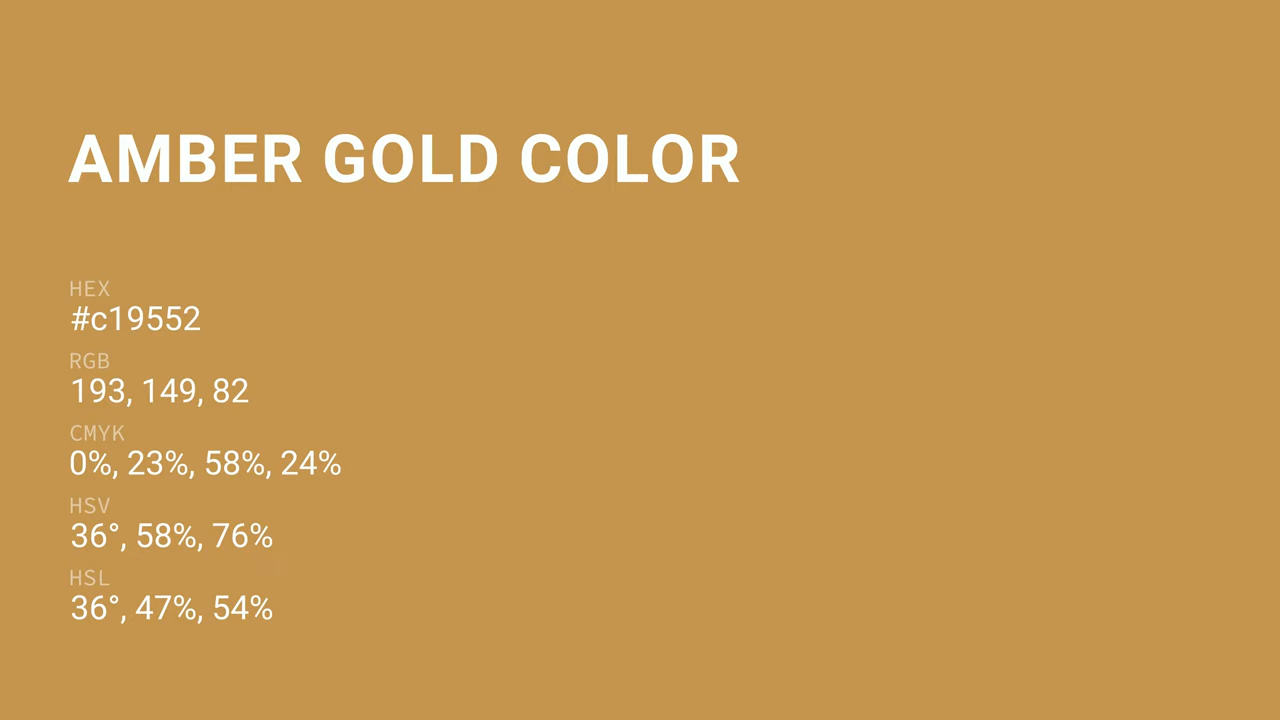 AMBER GOLD COLOR
HEX
#c19552
RGB
193, 149, 82
CMYK
0%, 23%, 58%, 24%
HSV
36°, 58%, 76%
HSL
36°, 47%, 54%